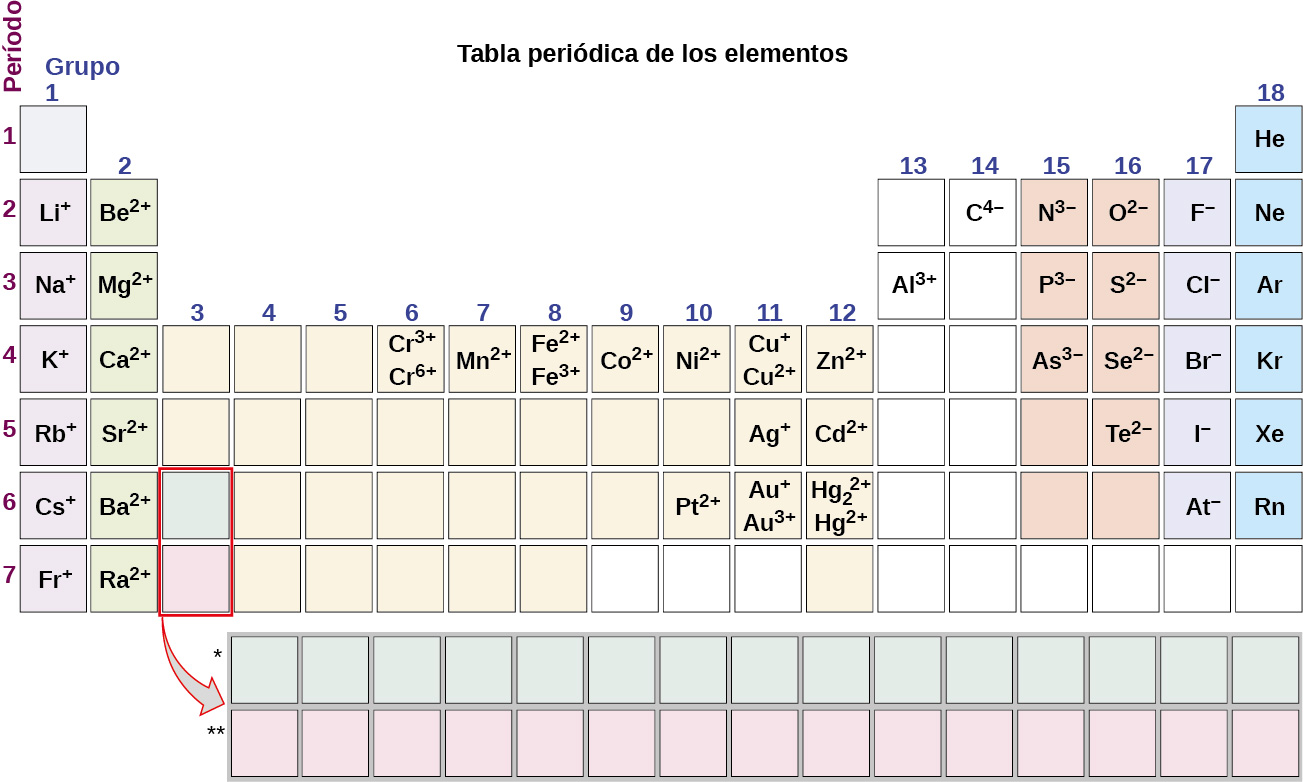 Período
Tabla periódica de los elementos
Grupo
1 18
1 He
2 13 14 15 16 17
2 Li⁺ Be²⁺ C⁴⁻ N³⁻ O²⁻ F⁻ Ne
3 Na⁺ Mg²⁺ Al³⁺ P³⁻ S²⁻ Cl⁻ Ar
3 4 5 6 7 8 9 10 11 12
4 K⁺ Ca²⁺ Cr³⁺ Cr⁶⁺ Mn²⁺ Fe²⁺ Fe³⁺ Co²⁺ Ni²⁺ Cu⁺ Cu²⁺ Zn²⁺ As³⁻ Se²⁻ Br⁻ Kr
5 Rb⁺ Sr²⁺ Ag⁺ Cd²⁺ Te²⁻ I⁻ Xe
6 Cs⁺ Ba²⁺ Pt²⁺ Au⁺ Au³⁺ Hg₂²⁺ Hg²⁺ At⁻ Rn
7 Fr⁺ Ra²⁺
*
**